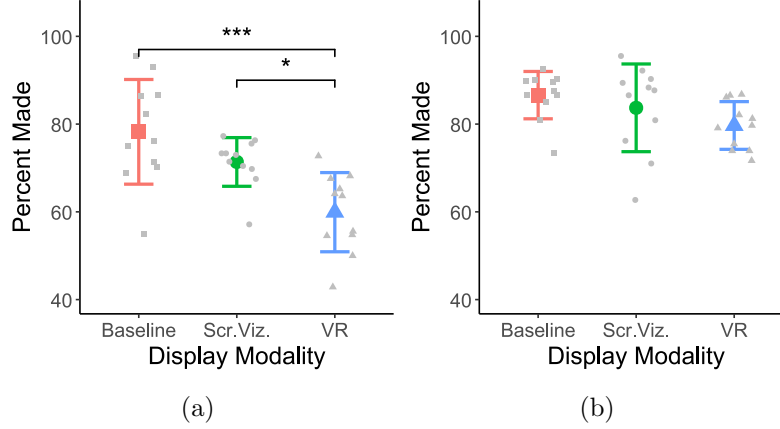 100
80
60
40
Percent Made
***
*
Baseline Scr.Viz. VR
Display Modality
(a)
100
80
60
40
Percent Made
Baseline Scr.Viz. VR
Display Modality
(b)